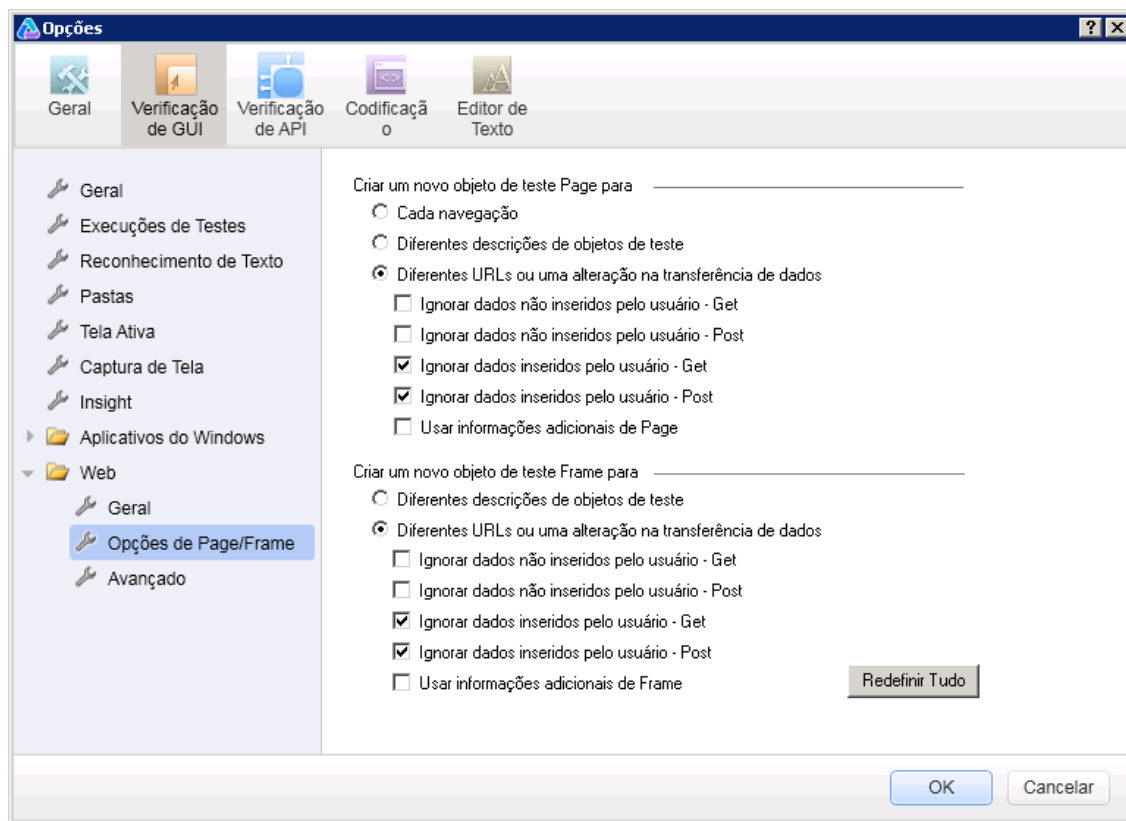 Opções
Geral
Verificação
de GUI
Verificação
de API
Codificaçã
o
Editor de
Texto
Geral
Execuções de Testes
Reconhecimento de Texto
Pastas
Tela Ativa
Captura de Tela
Insight
Aplicativos do Windows
Web
Geral
Opções de Page/Frame
Avançado
Criar um novo objeto de teste Page para
Cada navegação
Diferentes descrições de objetos de teste
Diferentes URLs ou uma alteração na transferência de dados
Ignorar dados não inseridos pelo usuário - Get
Ignorar dados não inseridos pelo usuário - Post
Ignorar dados inseridos pelo usuário - Get
Ignorar dados inseridos pelo usuário - Post
Usar informações adicionais de Page
Criar um novo objeto de teste Frame para
Diferentes descrições de objetos de teste
Diferentes URLs ou uma alteração na transferência de dados
Ignorar dados não inseridos pelo usuário - Get
Ignorar dados não inseridos pelo usuário - Post
Ignorar dados inseridos pelo usuário - Get
Ignorar dados inseridos pelo usuário - Post
Usar informações adicionais de Frame
Redefinir Tudo
OK
Cancelar